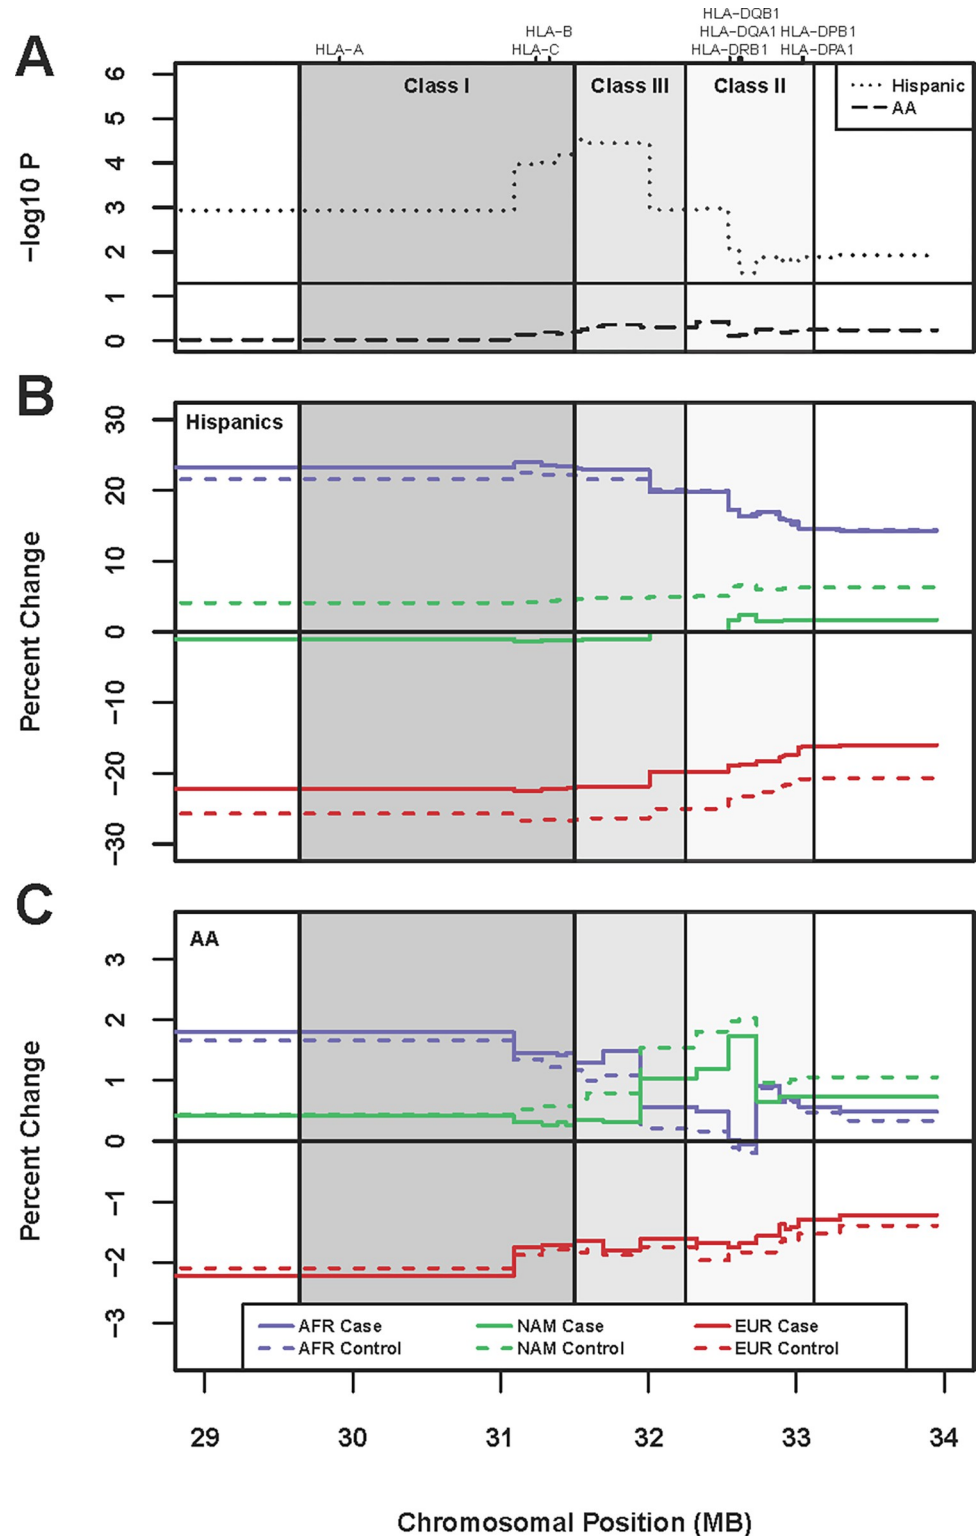 HLA-DQB1
HLA-B HLA-DQA1 HLA-DPB1
HLA-A HLA-C HLA-DRB1 HLA-DPA1
A
Class I Class III Class II
Hispanic
AA
6
5
4
3
2
1
0
−log10 P
B
Hispanics
30
20
10
0
−10
−20
−30
Percent Change
C
AA
3
2
1
0
−1
−2
−3
Percent Change
AFR Case NAM Case EUR Case
AFR Control NAM Control EUR Control
29 30 31 32 33 34
Chromosomal Position (MB)